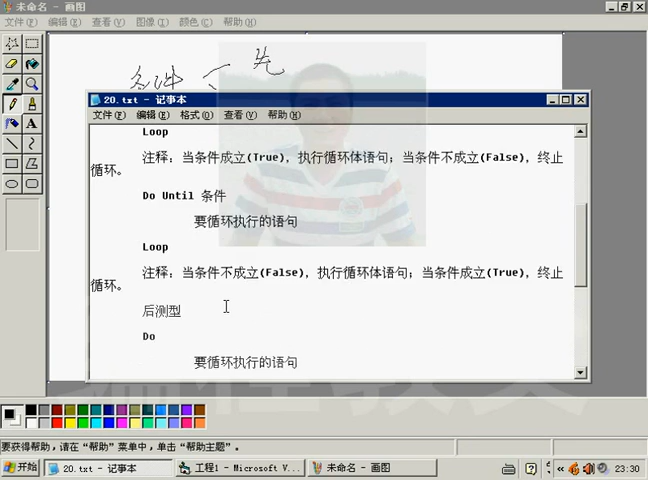 未命名 - 画图
文件(F) 编辑(E) 查看(V) 图像(I) 颜色(C) 帮助(H)
条件 先
20.txt - 记事本
文件(F) 编辑(E) 格式(O) 查看(V) 帮助(H)
Loop
注释：当条件成立(True)，执行循环体语句；当条件不成立(False)，终止
循环。
Do Until 条件
要循环执行的语句
Loop
注释：当条件不成立(False)，执行循环体语句；当条件成立(True)，终止
循环。
后测型
Do
要循环执行的语句
要获得帮助，请在“帮助”菜单中，单击“帮助主题”。
开始 20.txt - 记事本 工程1 - Microsoft V... 未命名 - 画图 23:30